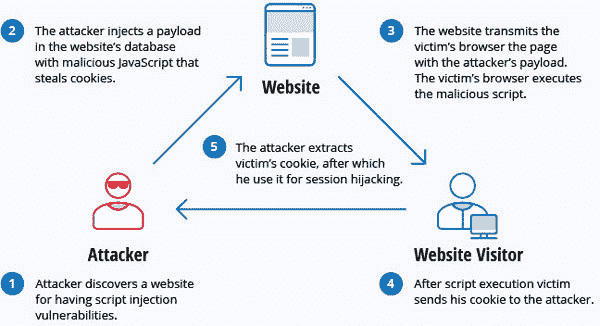 2
The attacker injects a payload
in the website's database
with malicious JavaScript that
steals cookies.
Website
3
The website transmits the
victim's browser the page
with the attacker's payload.
The victim's browser executes
the malicious script.
5
The attacker extracts
victim's cookie, after which
he use it for session hijacking.
Attacker
1
Attacker discovers a website
for having script injection
vulnerabilities.
Website Visitor
4
After script execution victim
sends his cookie to the attacker.